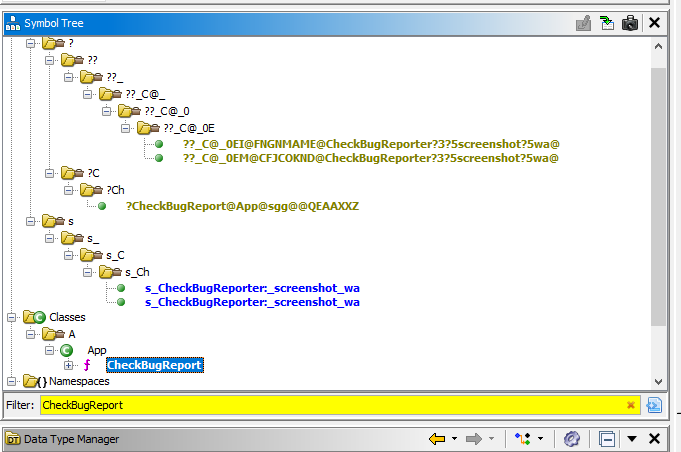 Symbol Tree
?
??
??_
??_C@_
??_C@_0
??_C@_0E
??_C@_0EI@FNGNMAME@CheckBugReporter?3?5screenshot?5wa@
??_C@_0EM@CFJCOKND@CheckBugReporter?3?5screenshot?5wa@
?C
?Ch
?CheckBugReport@App@sgg@@QEAAXXZ
s
s_
s_C
s_Ch
s_CheckBugReporter:_screenshot_wa
s_CheckBugReporter:_screenshot_wa
C Classes
A
C App
f CheckBugReport
{} Namespaces
Filter: CheckBugReport
DT Data Type Manager